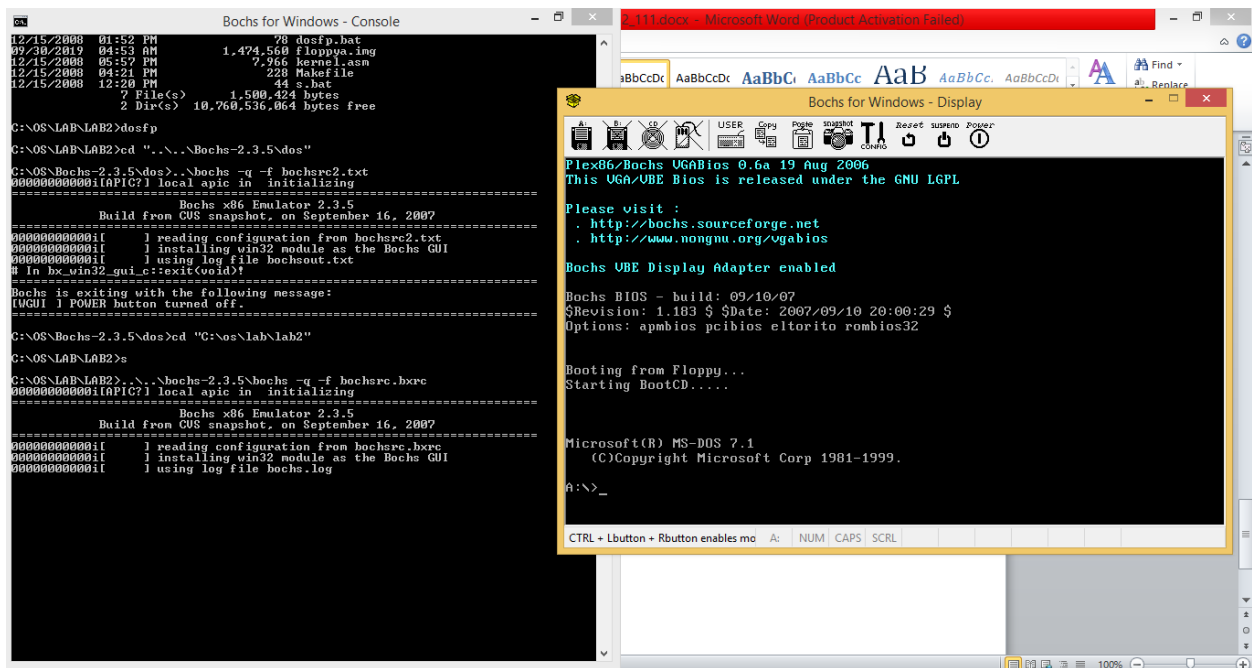 Bochs for Windows - Console
12/15/2008  01:52 PM                78 dosfp.bat
09/30/2019  04:53 AM         1,474,560 floppya.img
12/15/2008  05:57 PM             7,966 kernel.asm
12/15/2008  04:21 PM               228 Makefile
12/15/2008  12:20 PM                44 s.bat
7 File(s)      1,500,424 bytes
2 Dir(s)  10,760,536,064 bytes free
C:\OS\LAB\LAB2>dosfp
C:\OS\LAB\LAB2>cd "..\..\Bochs-2.3.5\dos"
C:\OS\Bochs-2.3.5\dos>..\bochs -q -f bochsrc2.txt
00000000000i[APIC?] local apic in  initializing
========================================================================
Bochs x86 Emulator 2.3.5
Build from CVS snapshot, on September 16, 2007
========================================================================
00000000000i[     ] reading configuration from bochsrc2.txt
00000000000i[     ] installing win32 module as the Bochs GUI
00000000000i[     ] using log file bochsout.txt
# In bx_win32_gui_c::exit(void)!
========================================================================
Bochs is exiting with the following message:
[WGUI ] POWER button turned off.
========================================================================
C:\OS\Bochs-2.3.5\dos>cd "C:\os\lab\lab2"
C:\OS\LAB\LAB2>s
C:\OS\LAB\LAB2>..\..\bochs-2.3.5\bochs -q -f bochsrc.bxrc
00000000000i[APIC?] local apic in  initializing
========================================================================
Bochs x86 Emulator 2.3.5
Build from CVS snapshot, on September 16, 2007
========================================================================
00000000000i[     ] reading configuration from bochsrc.bxrc
00000000000i[     ] installing win32 module as the Bochs GUI
00000000000i[     ] using log file bochs.log
2_111.docx - Microsoft Word (Product Activation Failed)
AaBbCcDc AaBbCcDc AaBbC AaBbCc AaB AaBbCc. AaBbCcDc
Find
Replace
Bochs for Windows - Display
A: B: CD USER Copy Paste snapshot CONFIG Reset SUSPEND Power
Plex86/Bochs VGABios 0.6a 19 Aug 2006
This VGA/VBE Bios is released under the GNU LGPL
Please visit :
. http://bochs.sourceforge.net
. http://www.nongnu.org/vgabios
Bochs VBE Display Adapter enabled
Bochs BIOS - build: 09/10/07
$Revision: 1.183 $ $Date: 2007/09/10 20:00:29 $
Options: apmbios pcibios eltorito rombios32
Booting from Floppy...
Starting BootCD.....
Microsoft(R) MS-DOS 7.1
(C)Copyright Microsoft Corp 1981-1999.
A:\>_
CTRL + Lbutton + Rbutton enables mo A: NUM CAPS SCRL
100%